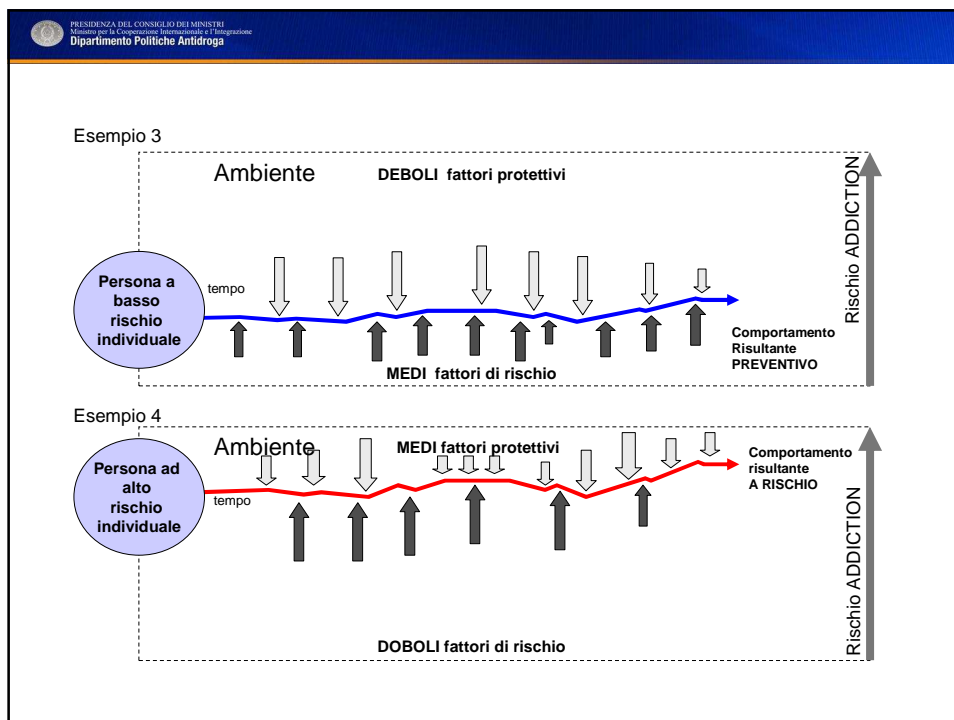 PRESIDENZA DEL CONSIGLIO DEI MINISTRI
Ministro per la Cooperazione Internazionale e l'Integrazione
Dipartimento Politiche Antidroga
Esempio 3
Ambiente
DEBOLI fattori protettivi
Persona a
basso
rischio
individuale
tempo
MEDI fattori di rischio
Comportamento
Risultante
PREVENTIVO
Rischio ADDICTION
Esempio 4
Ambiente
MEDI fattori protettivi
Persona ad
alto
rischio
individuale
tempo
Comportamento
risultante
A RISCHIO
DOBOLI fattori di rischio
Rischio ADDICTION